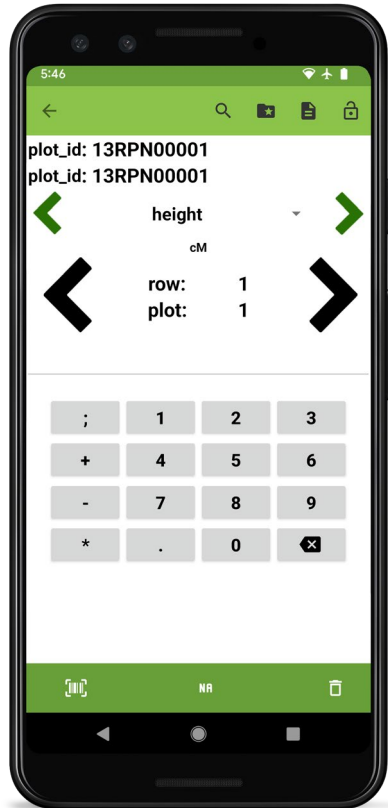 5:46
plot_id: 13RPN00001
plot_id: 13RPN00001
height
cM
row: 1
plot: 1
; 1 2 3
+ 4 5 6
- 7 8 9
* . 0
NA